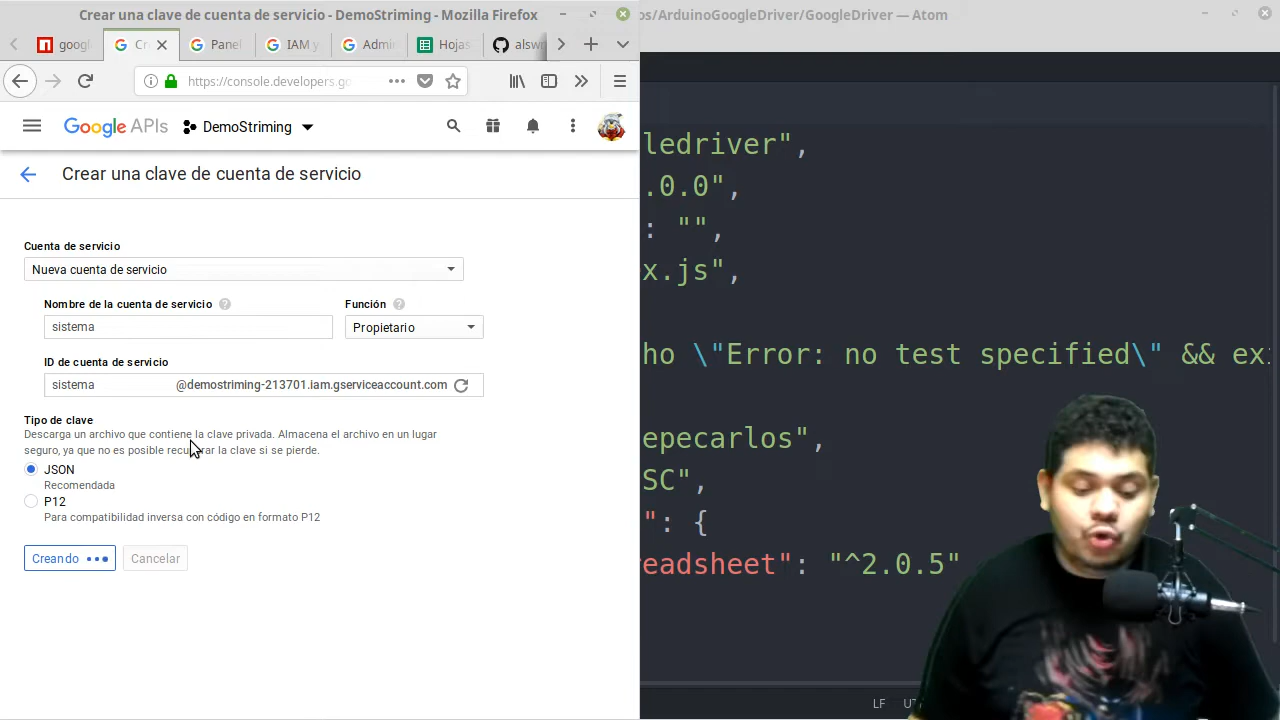 Crear una clave de cuenta de servicio - DemoStriming - Mozilla Firefox
os/ArduinoGoogleDriver/GoogleDriver — Atom
googl
Cr
Panel
IAM y
Admi
Hojas
alsw
https://console.developers.go
Google APIs
DemoStriming
Crear una clave de cuenta de servicio
Cuenta de servicio
Nueva cuenta de servicio
Nombre de la cuenta de servicio
Función
sistema
Propietario
ID de cuenta de servicio
sistema
@demostriming-213701.iam.gserviceaccount.com
Tipo de clave
Descarga un archivo que contiene la clave privada. Almacena el archivo en un lugar
seguro, ya que no es posible recuperar la clave si se pierde.
JSON
Recomendada
P12
Para compatibilidad inversa con código en formato P12
Creando
Cancelar
ledriver",
.0.0",
: "",
x.js",
ho \"Error: no test specified\" && exi
epecarlos",
SC",
": {
readsheet": "^2.0.5"
LF